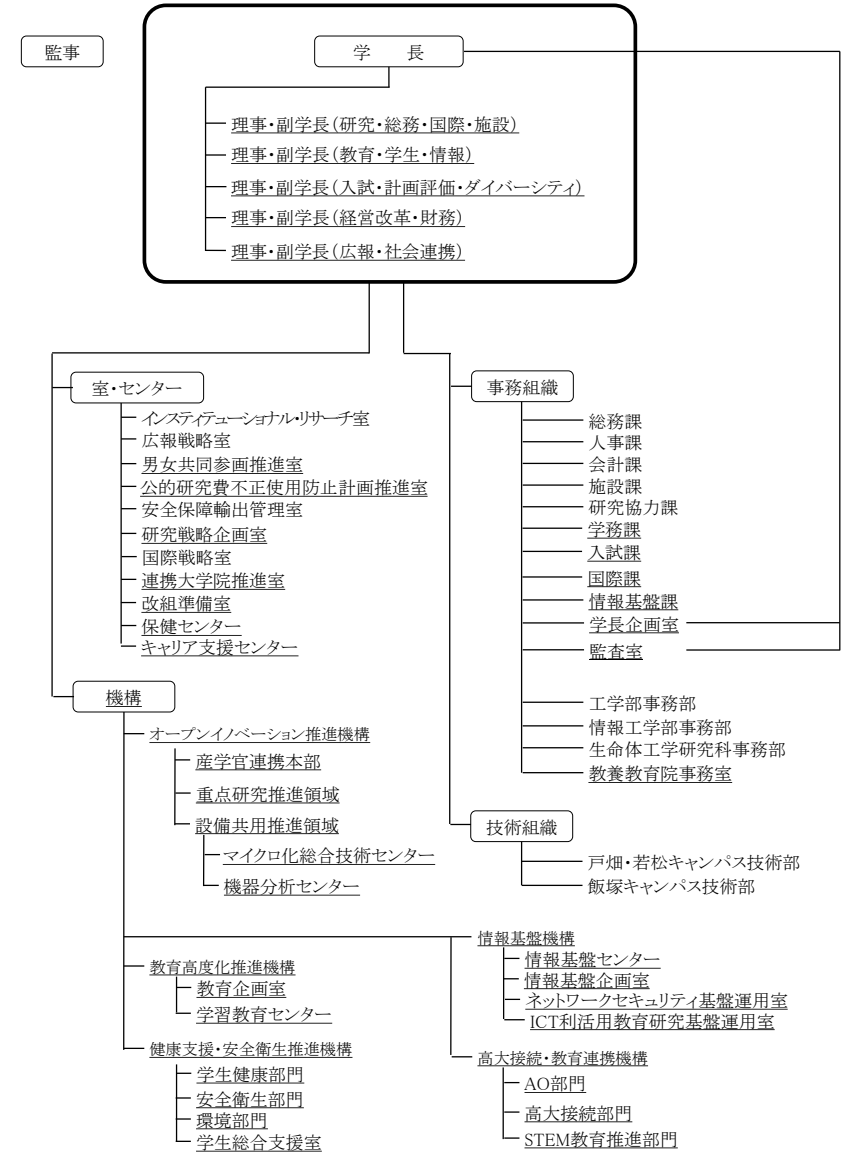 監事
学　長
理事・副学長（研究・総務・国際・施設）
理事・副学長（教育・学生・情報）
理事・副学長（入試・計画評価・ダイバーシティ）
理事・副学長（経営改革・財務）
理事・副学長（広報・社会連携）
室・センター
インスティテューショナル・リサーチ室
広報戦略室
男女共同参画推進室
公的研究費不正使用防止計画推進室
安全保障輸出管理室
研究戦略企画室
国際戦略室
連携大学院推進室
改組準備室
保健センター
キャリア支援センター
機構
オープンイノベーション推進機構
産学官連携本部
重点研究推進領域
設備共用推進領域
マイクロ化総合技術センター
機器分析センター
教育高度化推進機構
教育企画室
学習教育センター
健康支援・安全衛生推進機構
学生健康部門
安全衛生部門
環境部門
学生総合支援室
事務組織
総務課
人事課
会計課
施設課
研究協力課
学務課
入試課
国際課
情報基盤課
学長企画室
監査室
工学部事務部
情報工学部事務部
生命体工学研究科事務部
教養教育院事務室
技術組織
戸畑・若松キャンパス技術部
飯塚キャンパス技術部
情報基盤機構
情報基盤センター
情報基盤企画室
ネットワークセキュリティ基盤運用室
ICT利活用教育研究基盤運用室
高大接続・教育連携機構
AO部門
高大接続部門
STEM教育推進部門